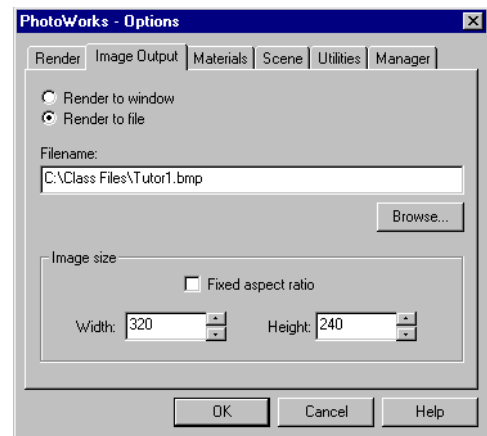 PhotoWorks - Options
Render Image Output Materials Scene Utilities Manager
Render to window
Render to file
Filename:
C:\Class Files\Tutor1.bmp
Browse...
Image size
Fixed aspect ratio
Width: 320 Height: 240
OK Cancel Help